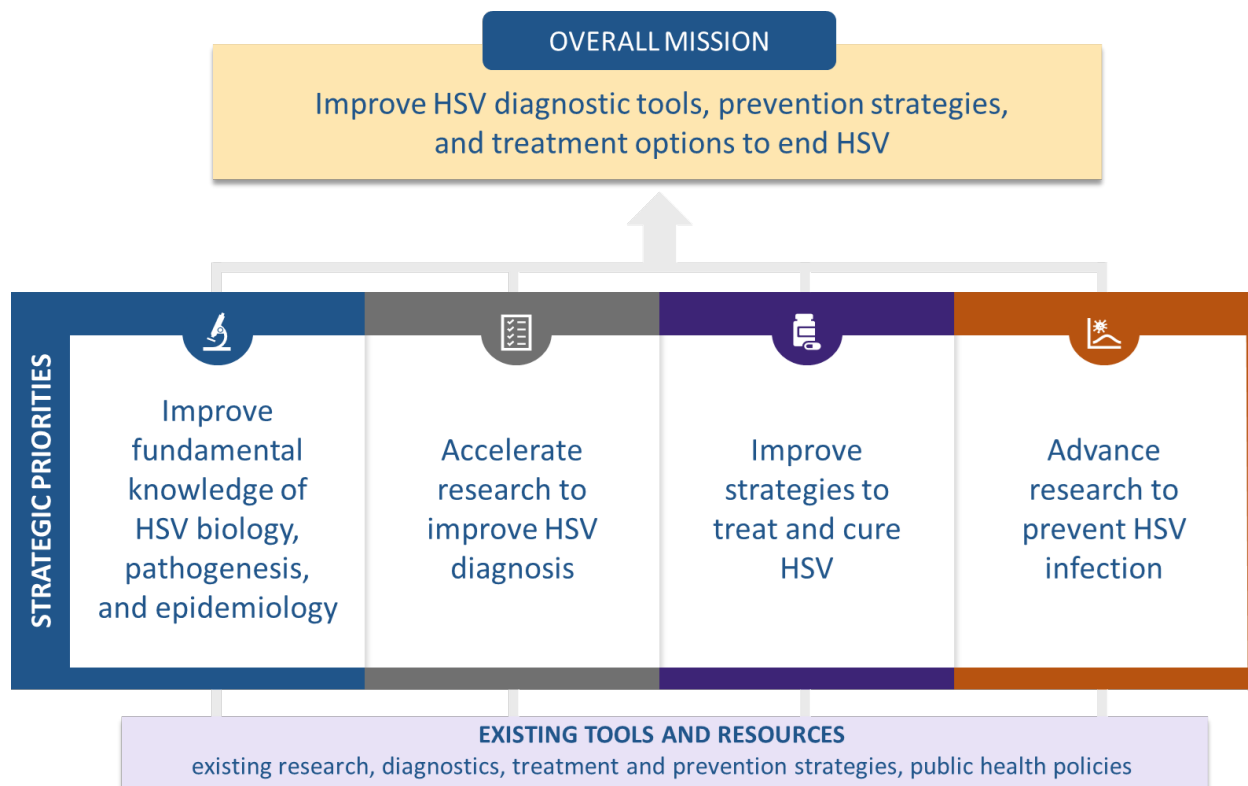 OVERALL MISSION
Improve HSV diagnostic tools, prevention strategies,
and treatment options to end HSV
STRATEGIC PRIORITIES
Improve
fundamental
knowledge of
HSV biology,
pathogenesis,
and epidemiology
Accelerate
research to
improve HSV
diagnosis
Improve
strategies to
treat and cure
HSV
Advance
research to
prevent HSV
infection
EXISTING TOOLS AND RESOURCES
existing research, diagnostics, treatment and prevention strategies, public health policies